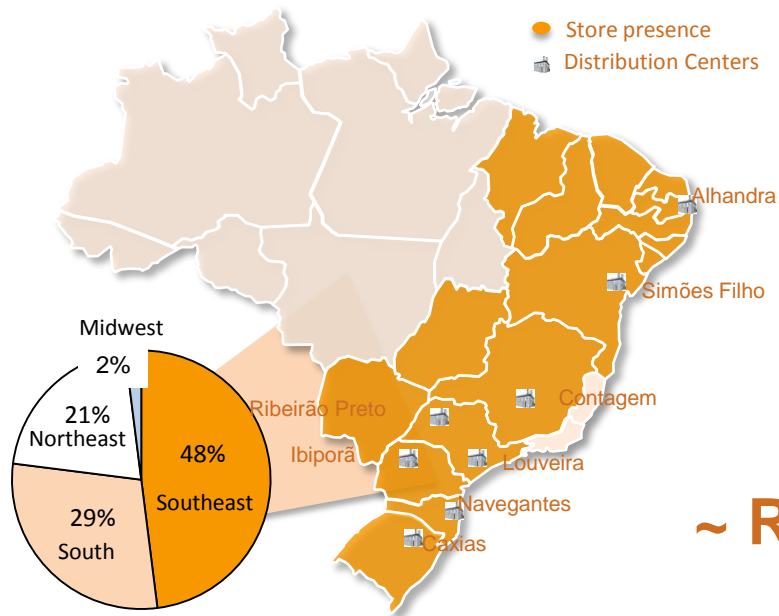 Store presence
Distribution Centers
Alhandra
Simões Filho
Midwest
2%
Contagem
Ribeirão Preto
21%
Northeast
48%
Ibiporã
Louveira
Southeast
29%
South
Navegantes
Caxias
~ R